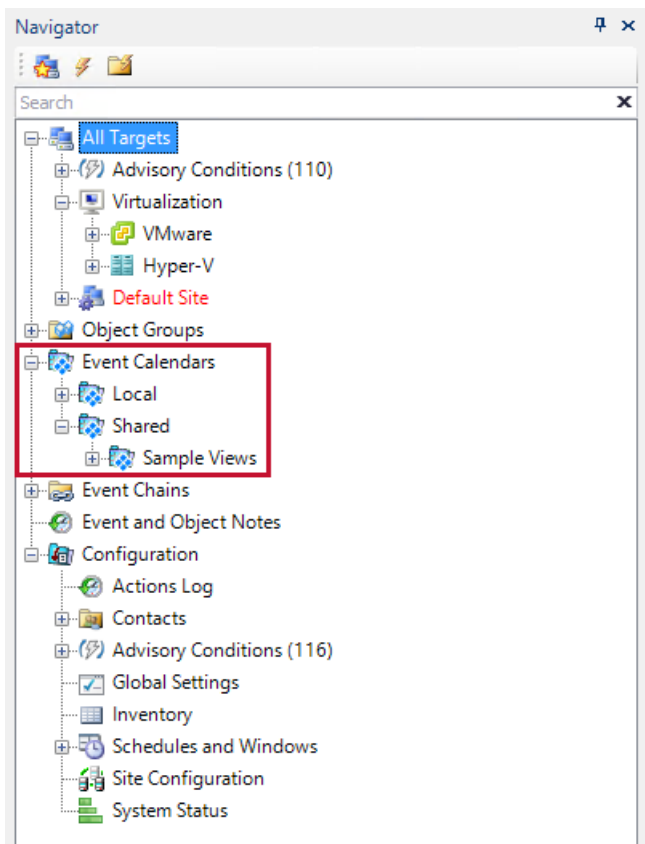 Navigator
Search
All Targets
Advisory Conditions (110)
Virtualization
VMware
Hyper-V
Default Site
Object Groups
Event Calendars
Local
Shared
Sample Views
Event Chains
Event and Object Notes
Configuration
Actions Log
Contacts
Advisory Conditions (116)
Global Settings
Inventory
Schedules and Windows
Site Configuration
System Status